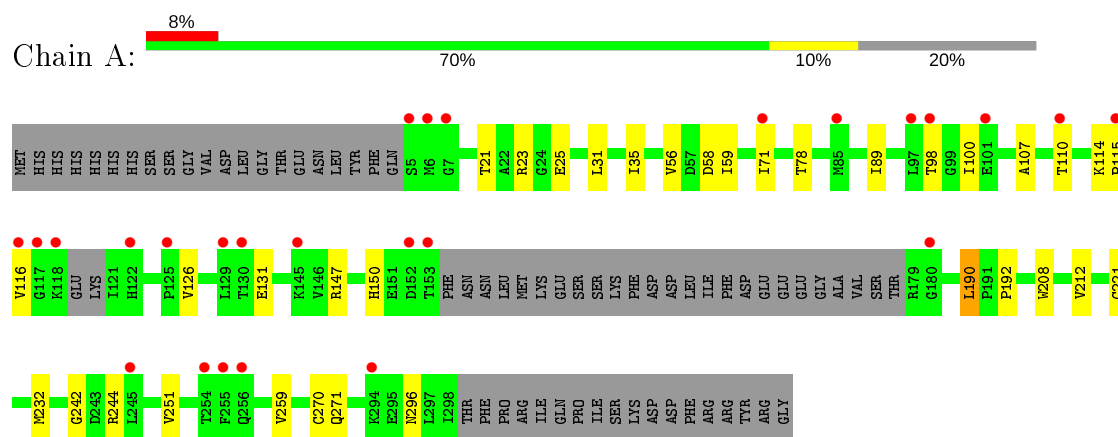 8%
Chain A:
70% 10% 20%
MET HIS HIS HIS HIS HIS HIS SER SER GLY VAL ASP LEU GLY THR GLU ASN LEU TYR PHE GLN S5 M6 G7 T21 A22 R23 G24 E25 L31 I35 V56 D57 D58 I59 I71 T78 M85 I89 L97 T98 G99 I100 E101 A107 T110 K114
V116 G117 K118 GLU LYS I121 H122 P125 V126 L129 T130 E131 K145 V146 R147 H150 E151 D152 T153 PHE ASN ASN LEU MET LYS GLU SER SER LYS PHE ASP ASP LEU ILE PHE ASP GLU GLU GLU GLY ALA VAL SER THR R179 G180 L190 P191 P192 W208 V212
M232 G242 D243 R244 L245 V251 T254 F255 Q256 V259 C270 Q271 K294 E295 N296 L297 I298 THR PHE PRO ARG ILE GLN PRO ILE SER LYS ASP ASP PHE ARG ARG TYR ARG GLY